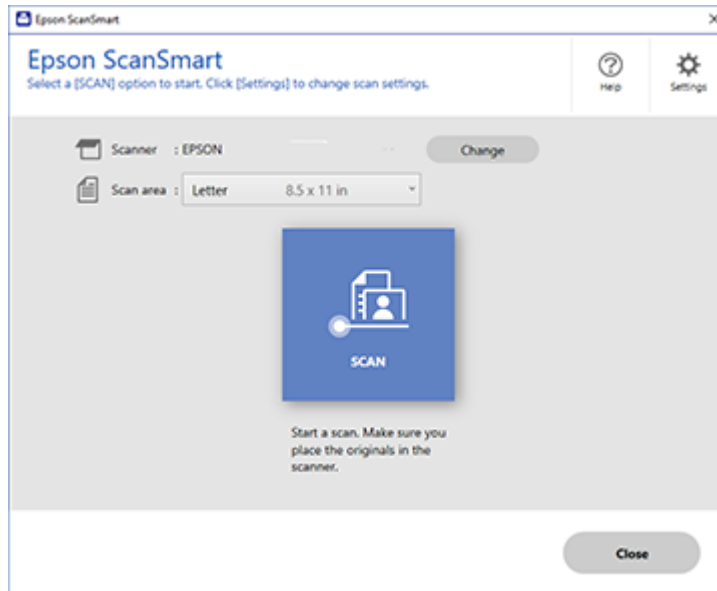 Epson ScanSmart
Epson ScanSmart
Select a [SCAN] option to start. Click [Settings] to change scan settings.
Help
Settings
Scanner : EPSON
Change
Scan area : Letter 8.5 x 11 in
SCAN
Start a scan. Make sure you
place the originals in the
scanner.
Close